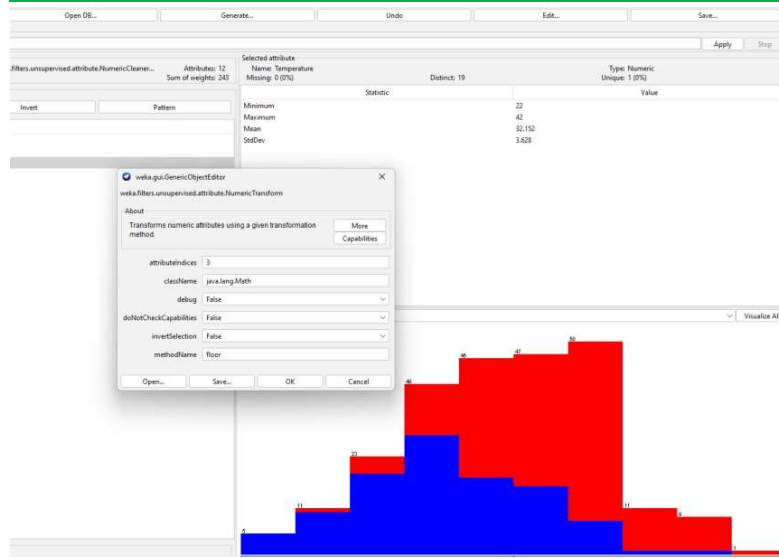 Open DB... Generate... Undo Edit... Save...
Apply Stop
.filters.unsupervised.attribute.NumericCleaner... Attributes: 12
Sum of weights: 243
Invert Pattern
Selected attribute
Name: Temperature Type: Numeric
Missing: 0 (0%) Distinct: 19 Unique: 1 (0%)
Statistic Value
Minimum 22
Maximum 42
Mean 32.152
StdDev 3.628
weka.gui.GenericObjectEditor
weka.filters.unsupervised.attribute.NumericTransform
About
Transforms numeric attributes using a given transformation
method.
More
Capabilities
attributeIndices 3
className java.lang.Math
debug False
doNotCheckCapabilities False
invertSelection False
methodName floor
Open... Save... OK Cancel
Visualize All
11
23
47
50
11